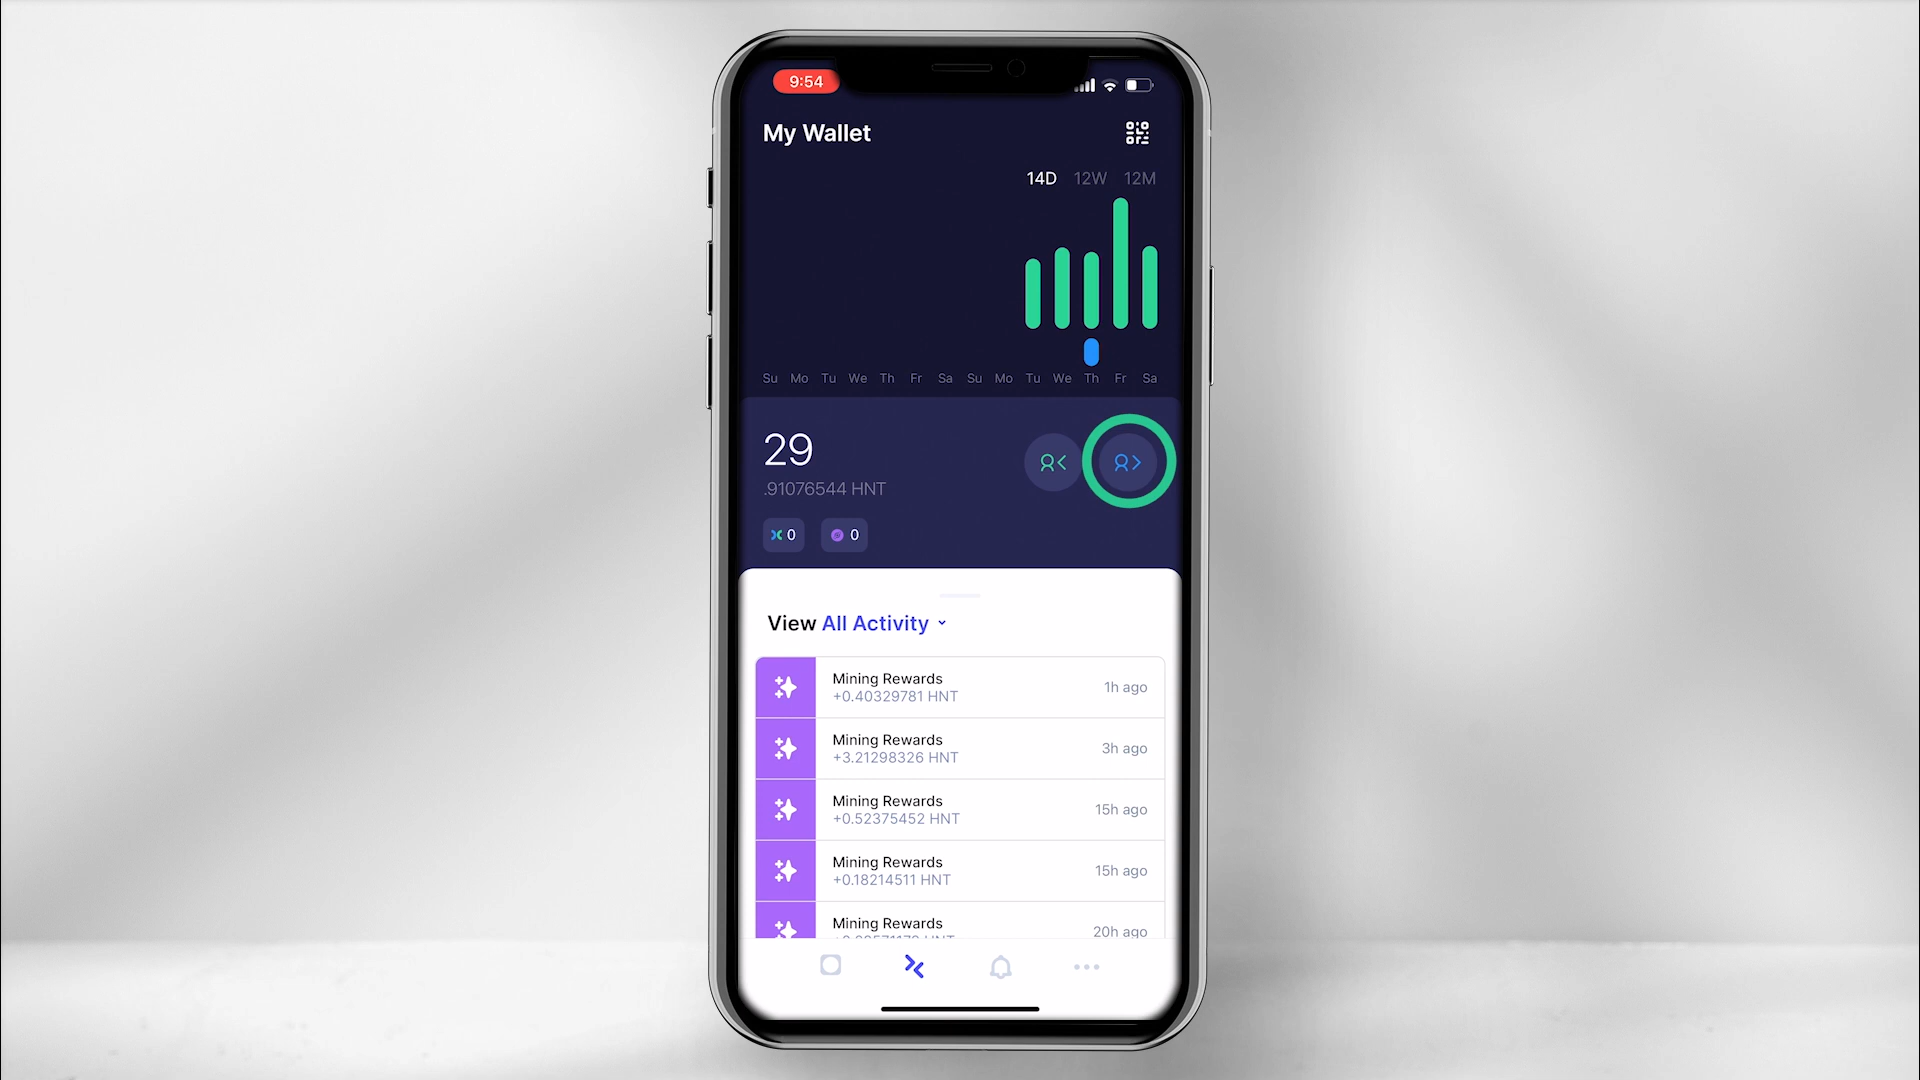 9:54
My Wallet
14D 12W 12M
Su Mo Tu We Th Fr Sa Su Mo Tu We Th Fr Sa
29
.91076544 HNT
0 0
View All Activity
Mining Rewards
+0.40329781 HNT
1h ago
Mining Rewards
+3.21298326 HNT
3h ago
Mining Rewards
+0.52375452 HNT
15h ago
Mining Rewards
+0.18214511 HNT
15h ago
Mining Rewards
20h ago